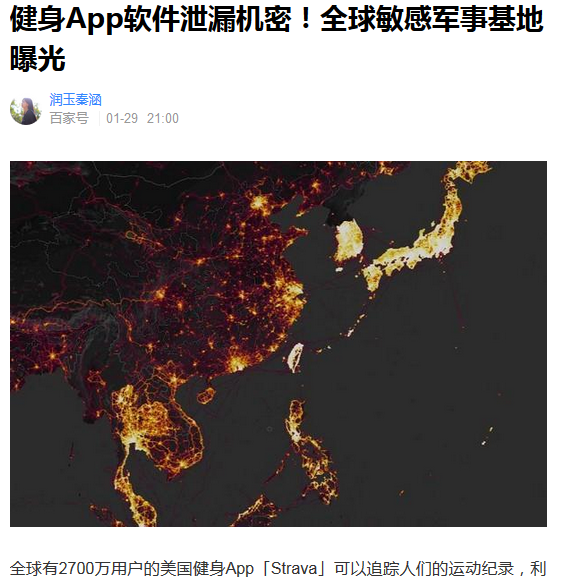 健身App软件泄漏机密！全球敏感军事基地
曝光
润玉秦涵
百家号 01-29 21:00
全球有2700万用户的美国健身App「Strava」可以追踪人们的运动纪录，利